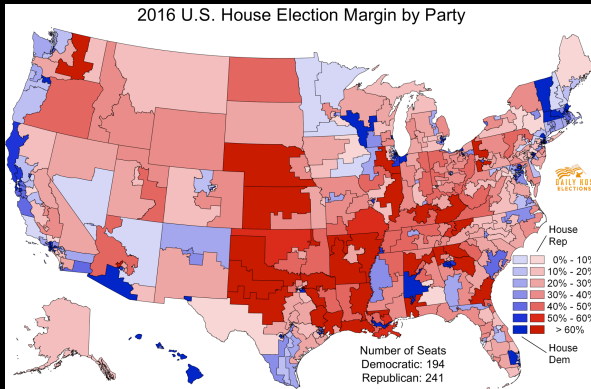 2016 U.S. House Election Margin by Party
DAILY KOS
ELECTIONS
House
Rep
0% - 10%
10% - 20%
20% - 30%
30% - 40%
40% - 50%
50% - 60%
> 60%
House
Dem
Number of Seats
Democratic: 194
Republican: 241